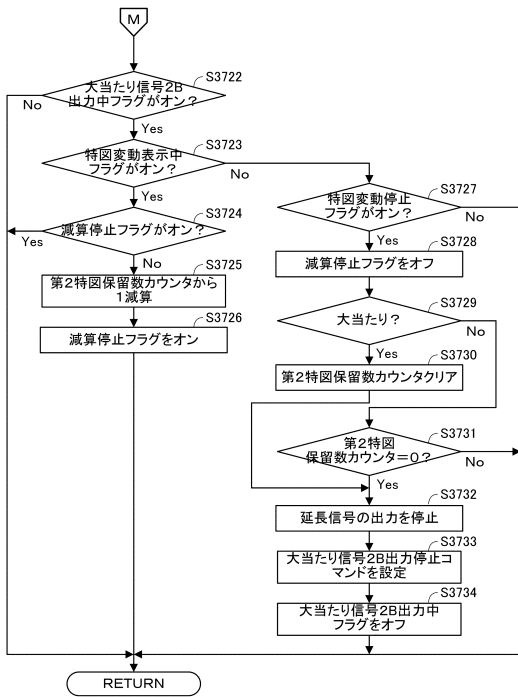 M
S3722
大当たり信号2B
出力中フラグがオン?
No
Yes
S3723
特図変動表示中
フラグがオン?
No
Yes
S3724
減算停止フラグがオン?
Yes
No
S3725
第2特図保留数カウンタから
1減算
S3726
減算停止フラグをオン
S3727
特図変動停止
フラグがオン?
No
Yes
S3728
減算停止フラグをオフ
S3729
大当たり?
No
Yes
S3730
第2特図保留数カウンタクリア
S3731
第2特図
保留数カウンタ=0?
No
Yes
S3732
延長信号の出力を停止
S3733
大当たり信号2B出力停止コ
マンドを設定
S3734
大当たり信号2B出力中
フラグをオフ
RETURN